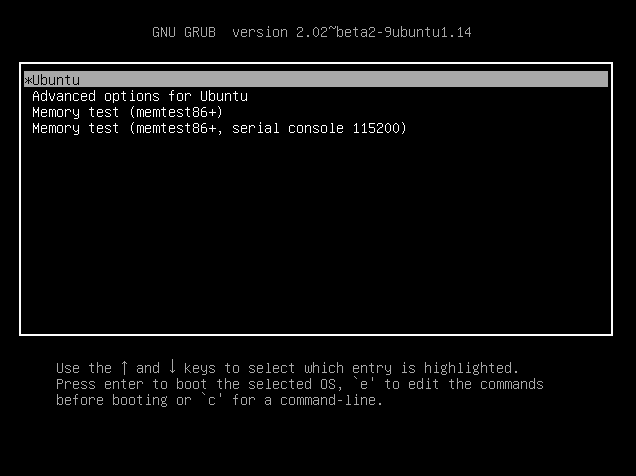 GNU GRUB  version 2.02~beta2-9ubuntu1.14
*Ubuntu
Advanced options for Ubuntu
Memory test (memtest86+)
Memory test (memtest86+, serial console 115200)
Use the ↑ and ↓ keys to select which entry is highlighted.
Press enter to boot the selected OS, `e' to edit the commands
before booting or `c' for a command-line.